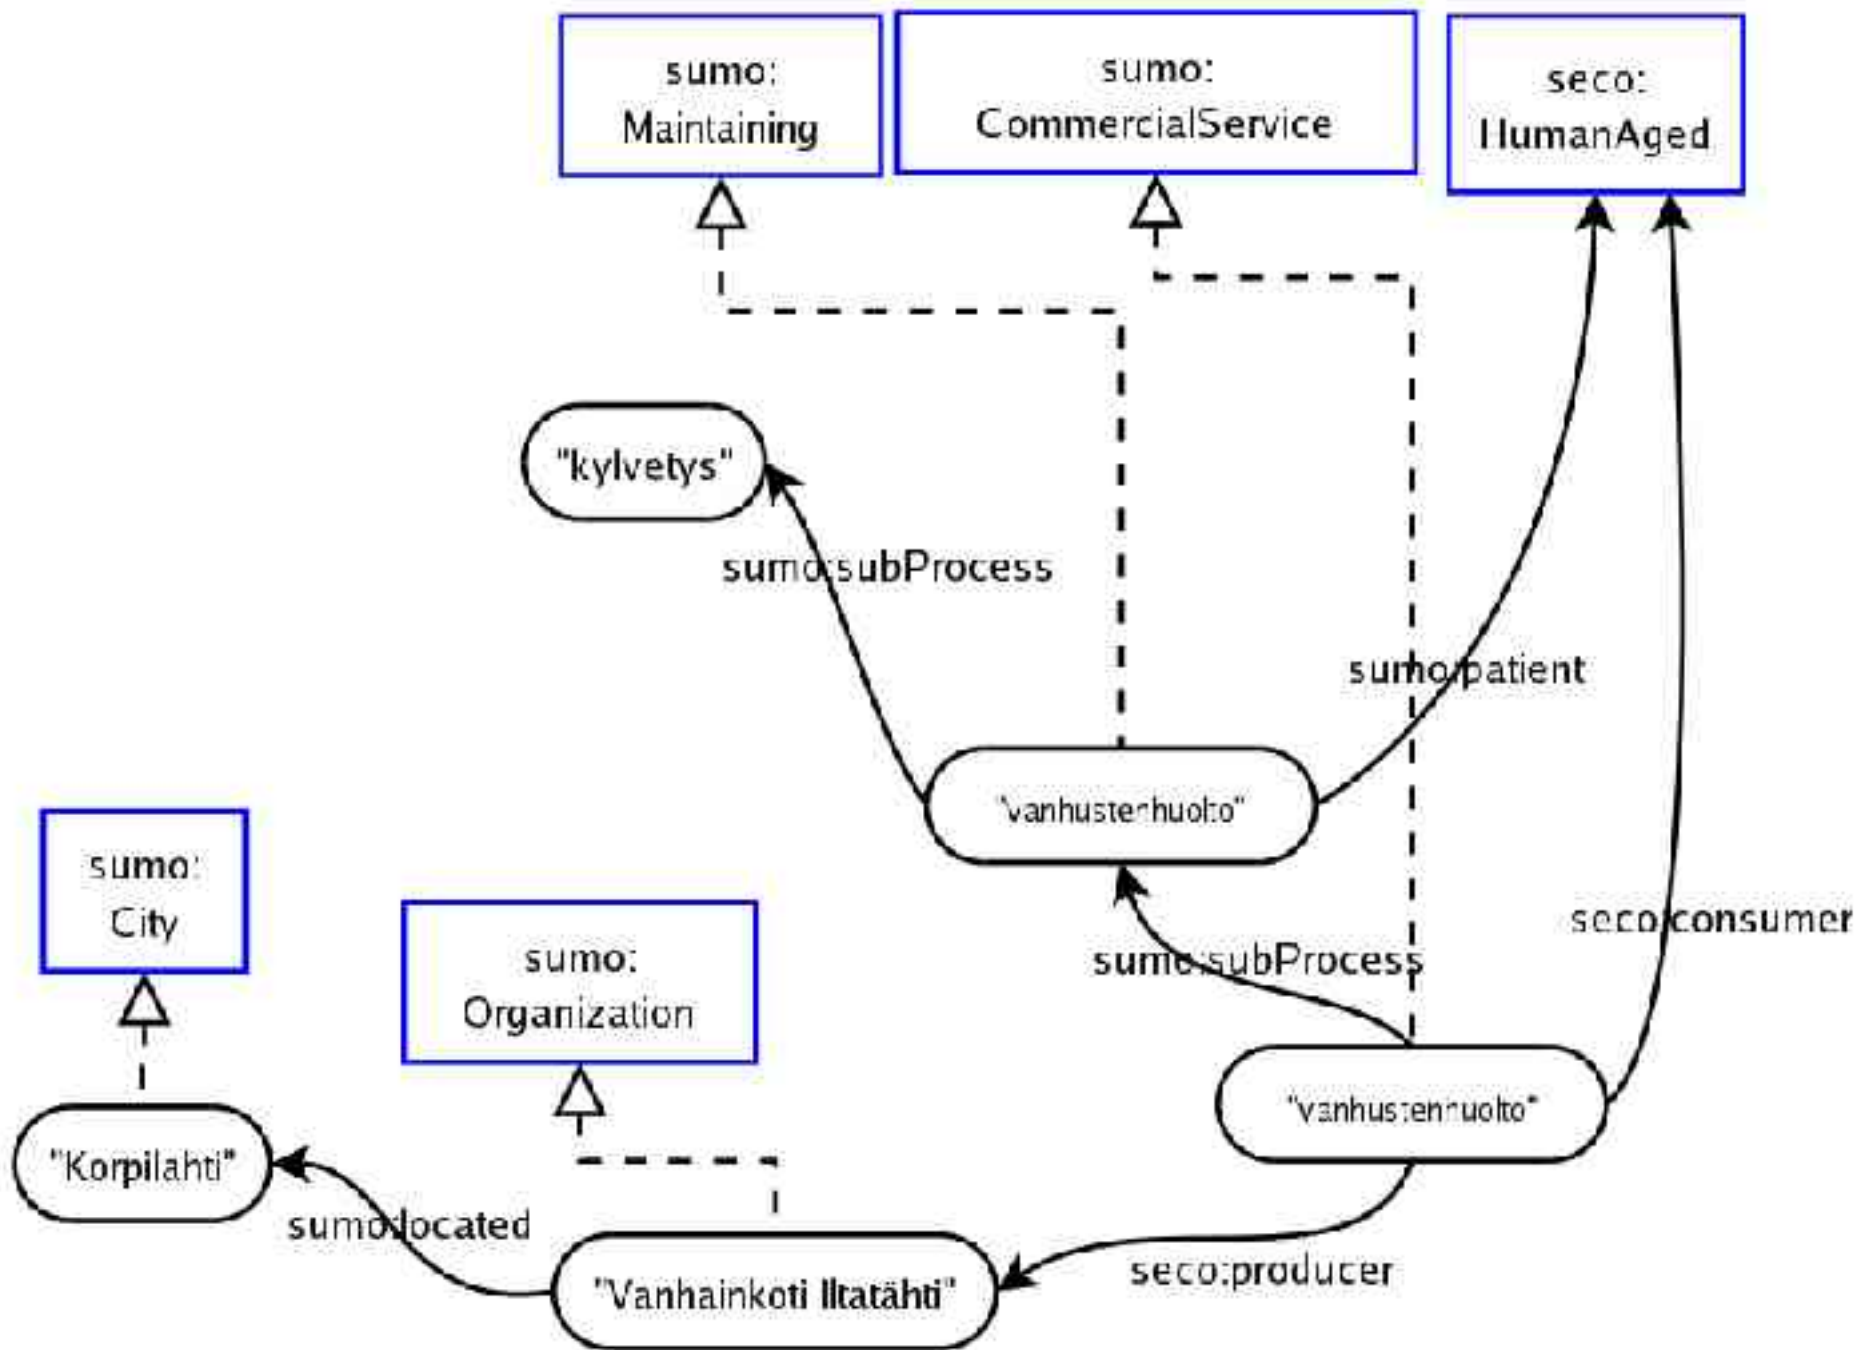 sumo:
Maintaining
sumo:
CommercialService
seco:
HumanAged
"kylvetys"
sumo:subProcess
sumo:patient
"vanhustenhuolto"
sumo:
City
sumo:
Organization
seco:consumer
sumo:subProcess
"vanhustenhuolto"
"Korpilahti"
sumo:located
"Vanhainkoti Iltatähti"
seco:producer